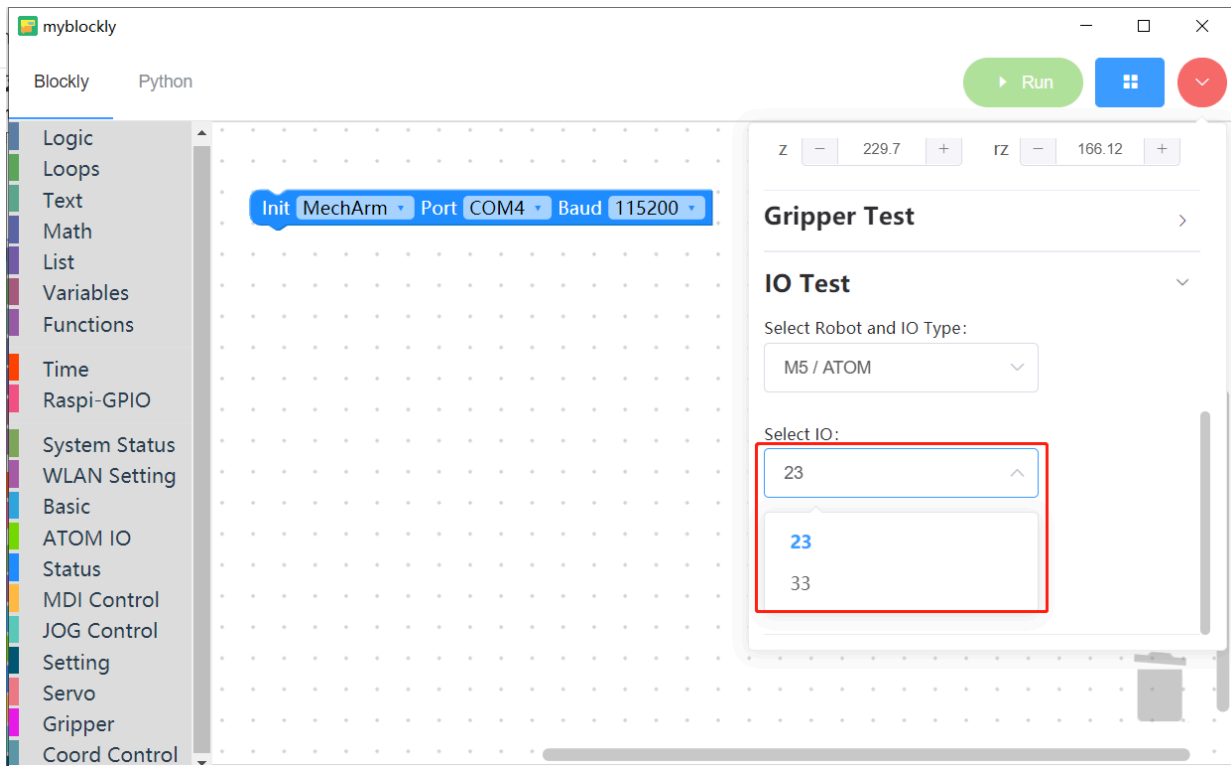 myblockly
Blockly Python
Run
Logic
Loops
Text
Math
List
Variables
Functions
Time
Raspi-GPIO
System Status
WLAN Setting
Basic
ATOM IO
Status
MDI Control
JOG Control
Setting
Servo
Gripper
Coord Control
Init MechArm Port COM4 Baud 115200
z − 229.7 + rz − 166.12 +
Gripper Test
IO Test
Select Robot and IO Type:
M5 / ATOM
Select IO:
23
23
33